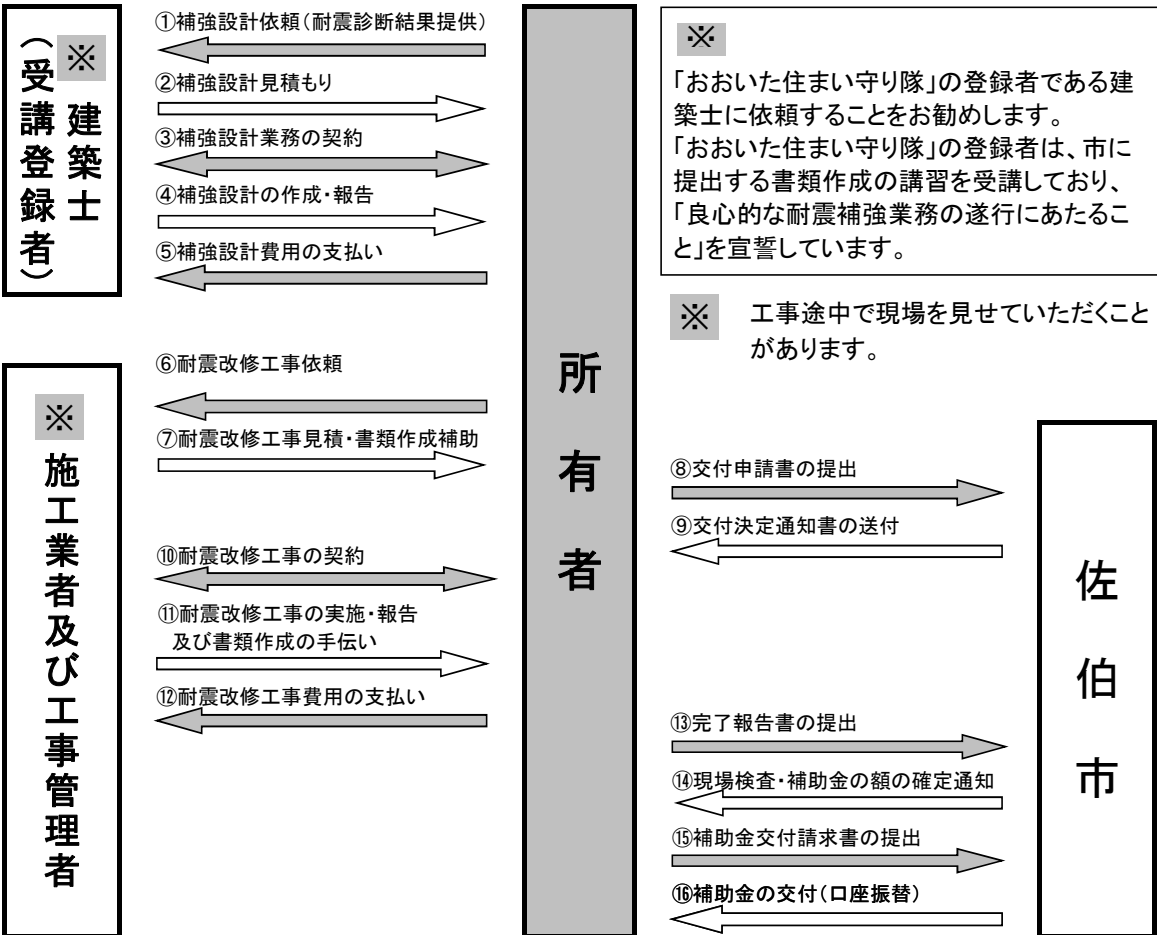 ※ 建築士
（受講登録者）
①補強設計依頼（耐震診断結果提供）
②補強設計見積もり
③補強設計業務の契約
④補強設計の作成・報告
⑤補強設計費用の支払い
※
施工業者及び工事管理者
⑥耐震改修工事依頼
⑦耐震改修工事見積・書類作成補助
⑩耐震改修工事の契約
⑪耐震改修工事の実施・報告
及び書類作成の手伝い
⑫耐震改修工事費用の支払い
所有者
※
「おおいた住まい守り隊」の登録者である建
築士に依頼することをお勧めします。
「おおいた住まい守り隊」の登録者は、市に
提出する書類作成の講習を受講しており、
「良心的な耐震補強業務の遂行にあたるこ
と」を宣誓しています。
※ 工事途中で現場を見せていただくこと
があります。
⑧交付申請書の提出
⑨交付決定通知書の送付
⑬完了報告書の提出
⑭現場検査・補助金の額の確定通知
⑮補助金交付請求書の提出
⑯補助金の交付（口座振替）
佐伯市